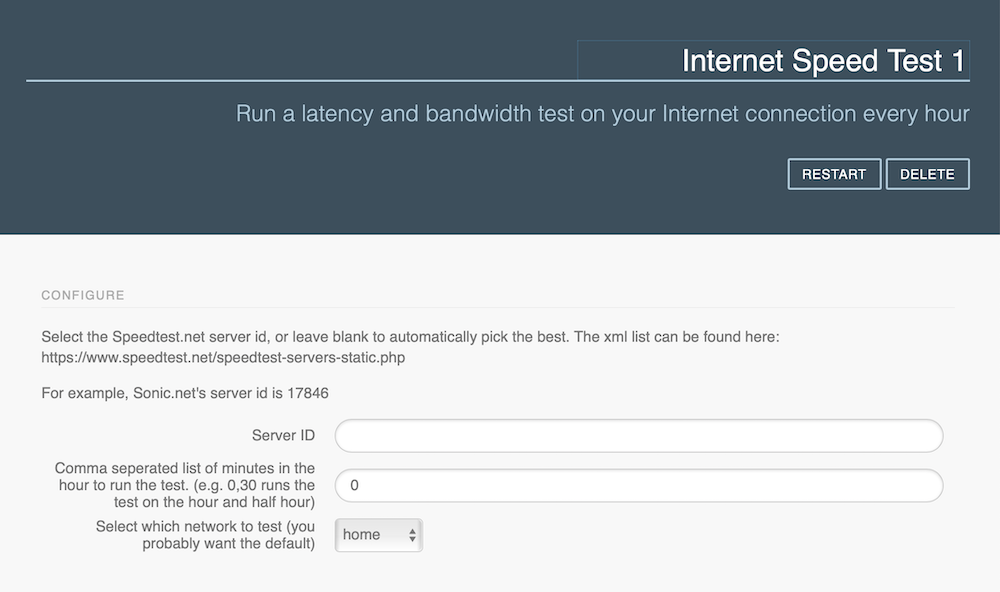 Internet Speed Test 1
Run a latency and bandwidth test on your Internet connection every hour
RESTART DELETE
CONFIGURE
Select the Speedtest.net server id, or leave blank to automatically pick the best. The xml list can be found here:
https://www.speedtest.net/speedtest-servers-static.php
For example, Sonic.net's server id is 17846
Server ID
Comma seperated list of minutes in the
hour to run the test. (e.g. 0,30 runs the
test on the hour and half hour)
0
Select which network to test (you
probably want the default)
home